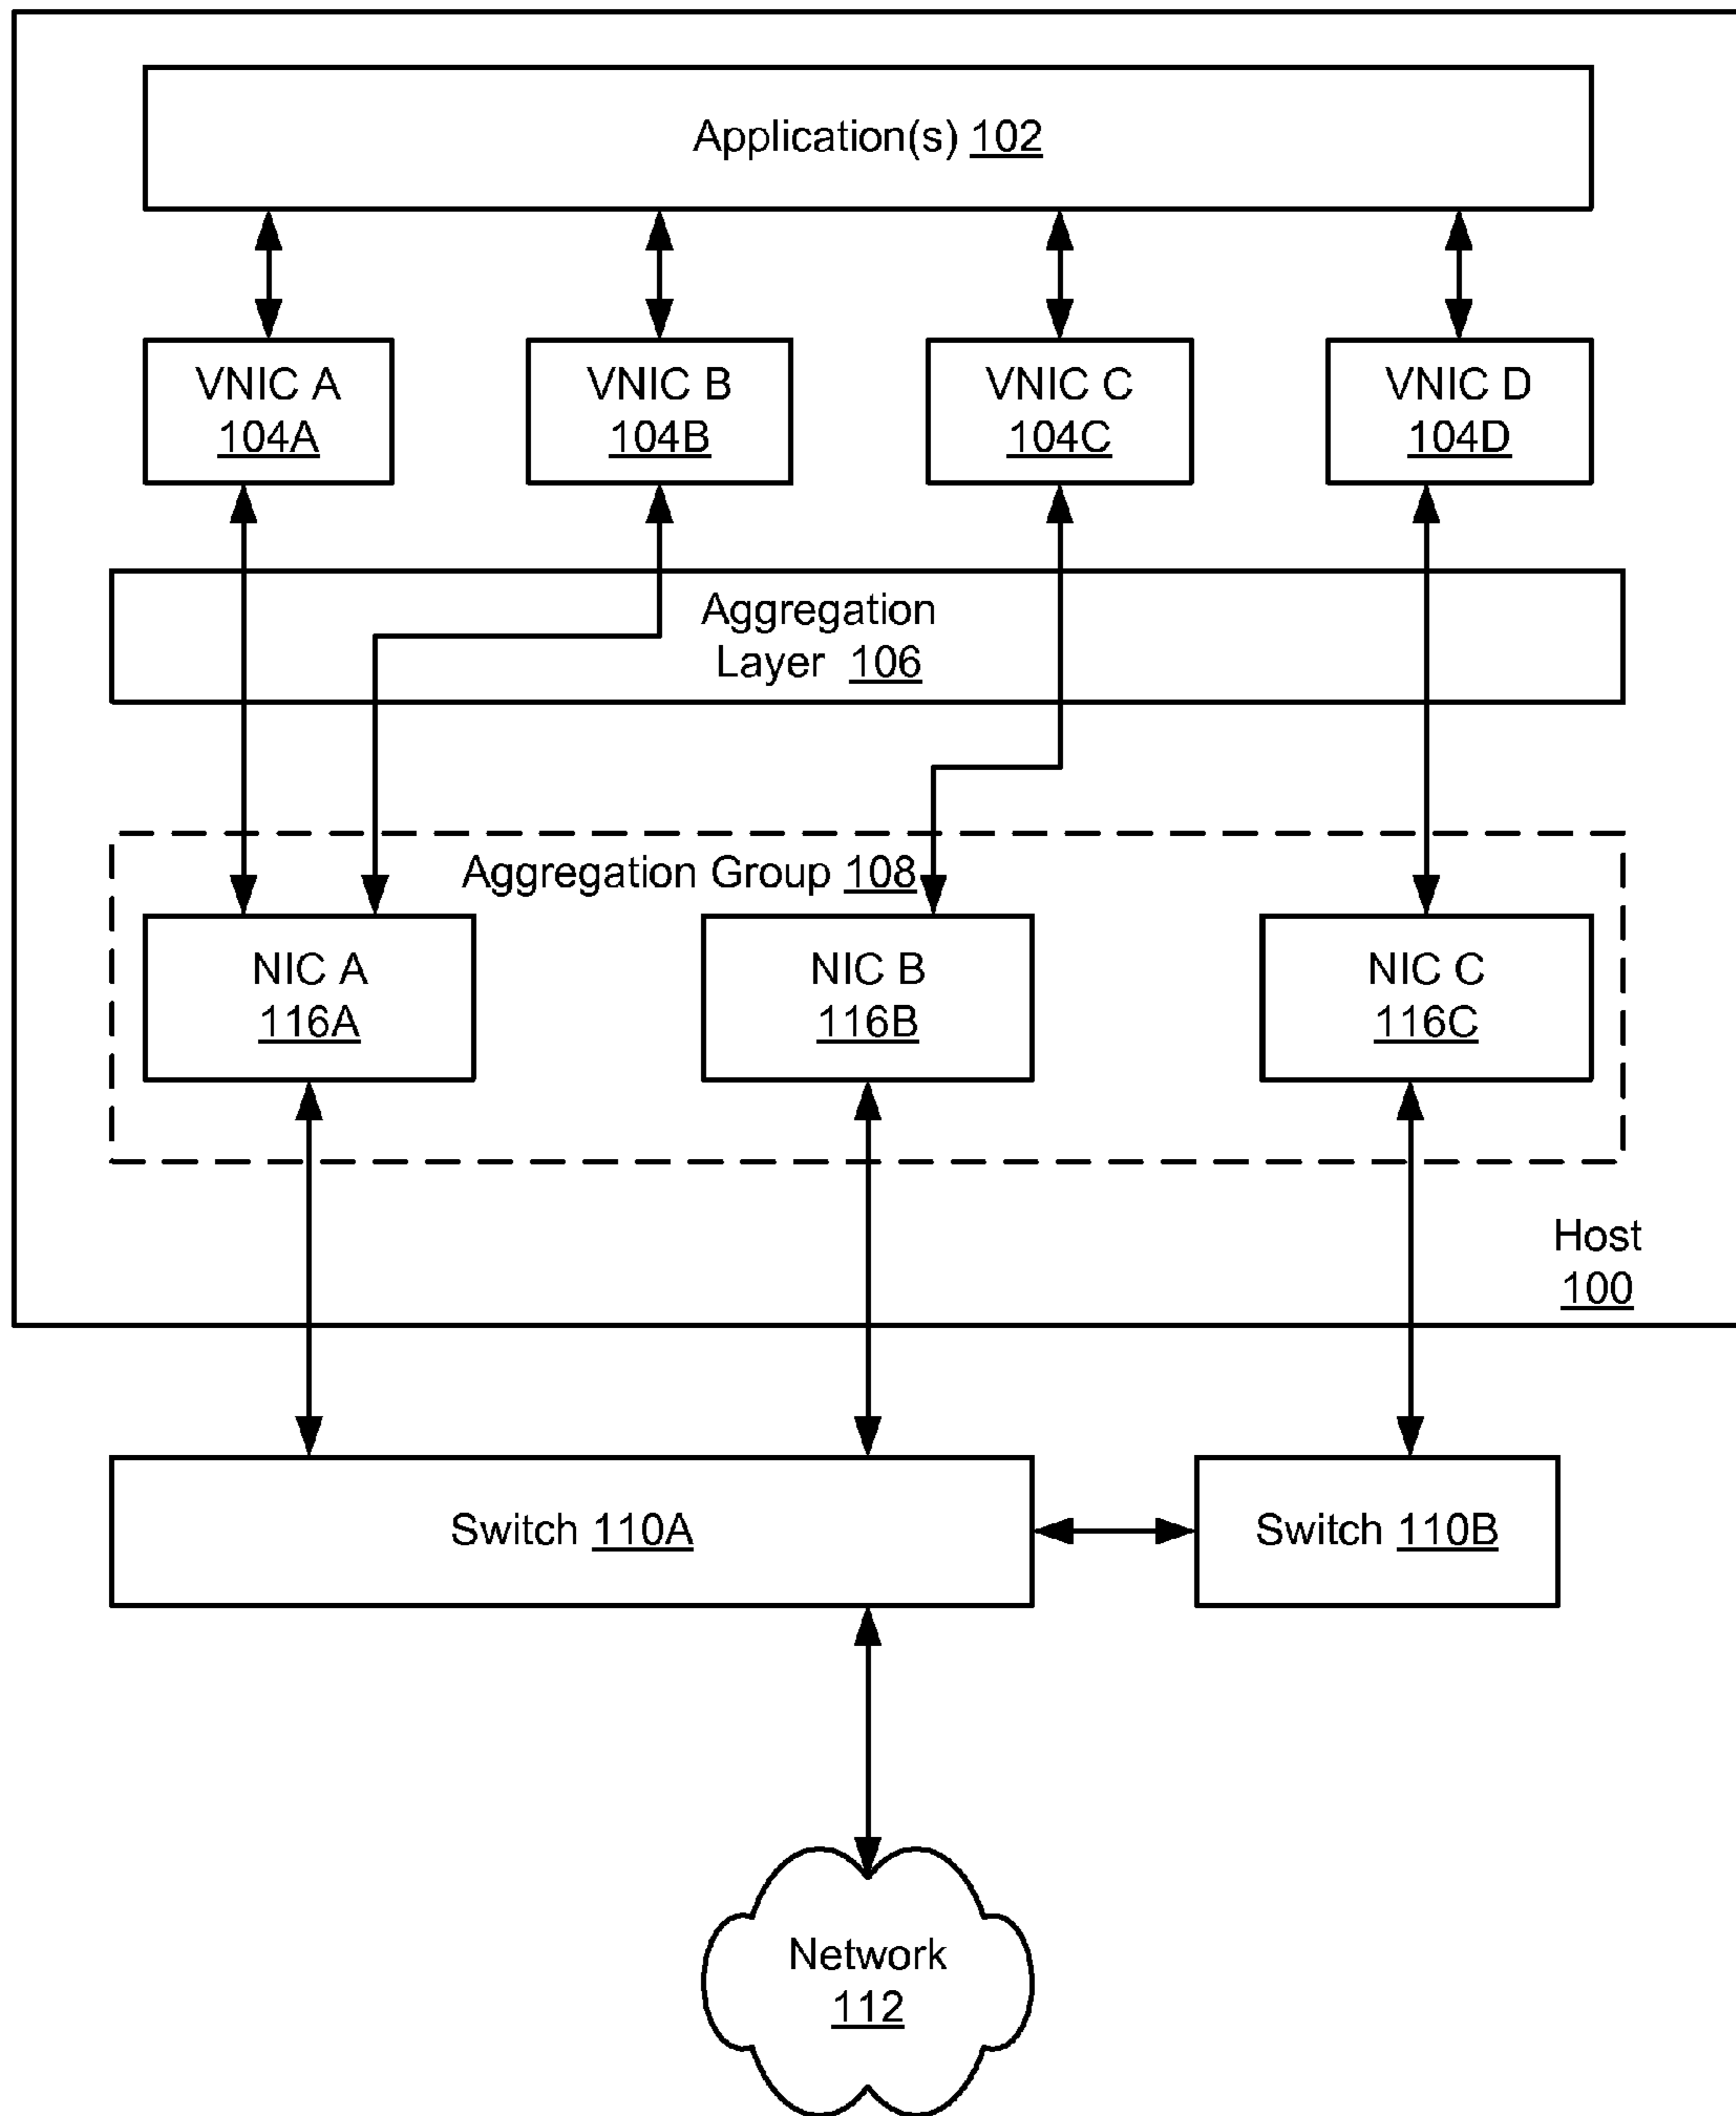 Application(s) 102
VNIC A
104A
VNIC B
104B
VNIC C
104C
VNIC D
104D
Aggregation
Layer 106
Aggregation Group 108
NIC A
116A
NIC B
116B
NIC C
116C
Host
100
Switch 110A
Switch 110B
Network
112